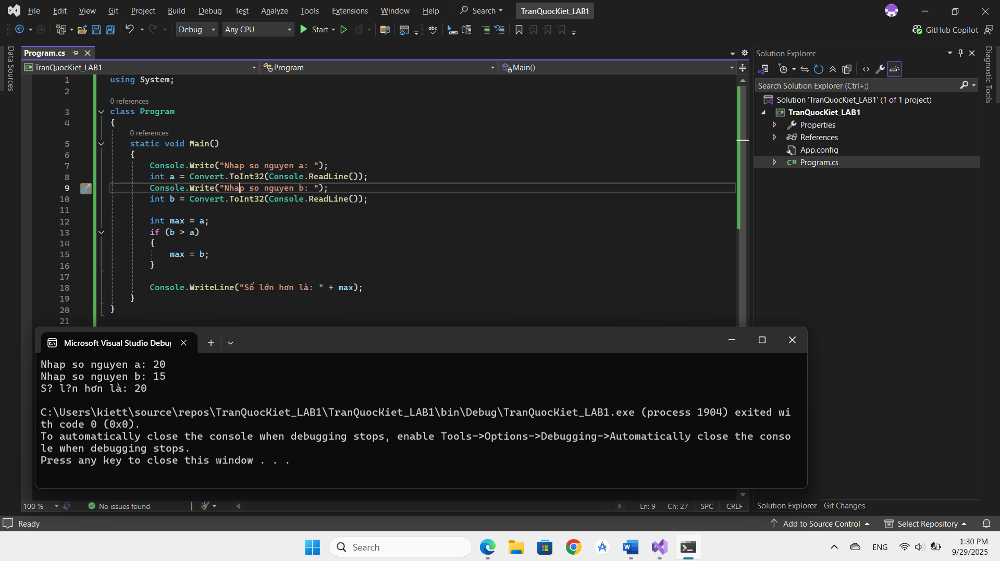 File Edit View Git Project Build Debug Test Analyze Tools Extensions Window Help Search TranQuocKiet_LAB1
Debug Any CPU Start GitHub Copilot
Data Sources
Program.cs
TranQuocKiet_LAB1 Program Main()
1 using System;
2
0 references
3 class Program
4 {
0 references
5 static void Main()
6 {
7 Console.Write("Nhap so nguyen a: ");
8 int a = Convert.ToInt32(Console.ReadLine());
9 Console.Write("Nhap so nguyen b: ");
10 int b = Convert.ToInt32(Console.ReadLine());
11
12 int max = a;
13 if (b > a)
14 {
15 max = b;
16 }
17
18 Console.WriteLine("Số lớn hơn là: " + max);
19 }
20 }
21
Solution Explorer
Search Solution Explorer (Ctrl+;)
Solution 'TranQuocKiet_LAB1' (1 of 1 project)
TranQuocKiet_LAB1
Properties
References
App.config
Program.cs
Diagnostic Tools
Microsoft Visual Studio Debug
Nhap so nguyen a: 20
Nhap so nguyen b: 15
S? l?n hơn là: 20
C:\Users\kiett\source\repos\TranQuocKiet_LAB1\TranQuocKiet_LAB1\bin\Debug\TranQuocKiet_LAB1.exe (process 1904) exited wi
th code 0 (0x0).
To automatically close the console when debugging stops, enable Tools->Options->Debugging->Automatically close the conso
le when debugging stops.
Press any key to close this window . . .
100 % No issues found Ln: 9 Ch: 27 SPC CRLF
Solution Explorer Git Changes
Ready Add to Source Control Select Repository
Search
ENG
1:30 PM
9/29/2025